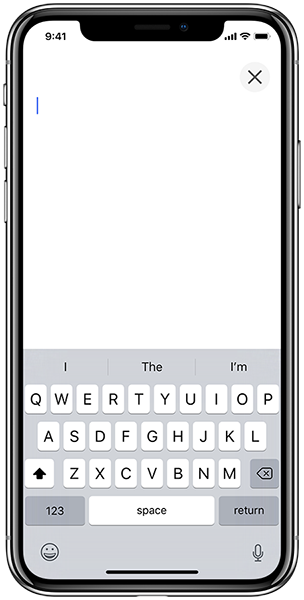 9:41
I The I'm
Q W E R T Y U I O P
A S D F G H J K L
Z X C V B N M
123 space return